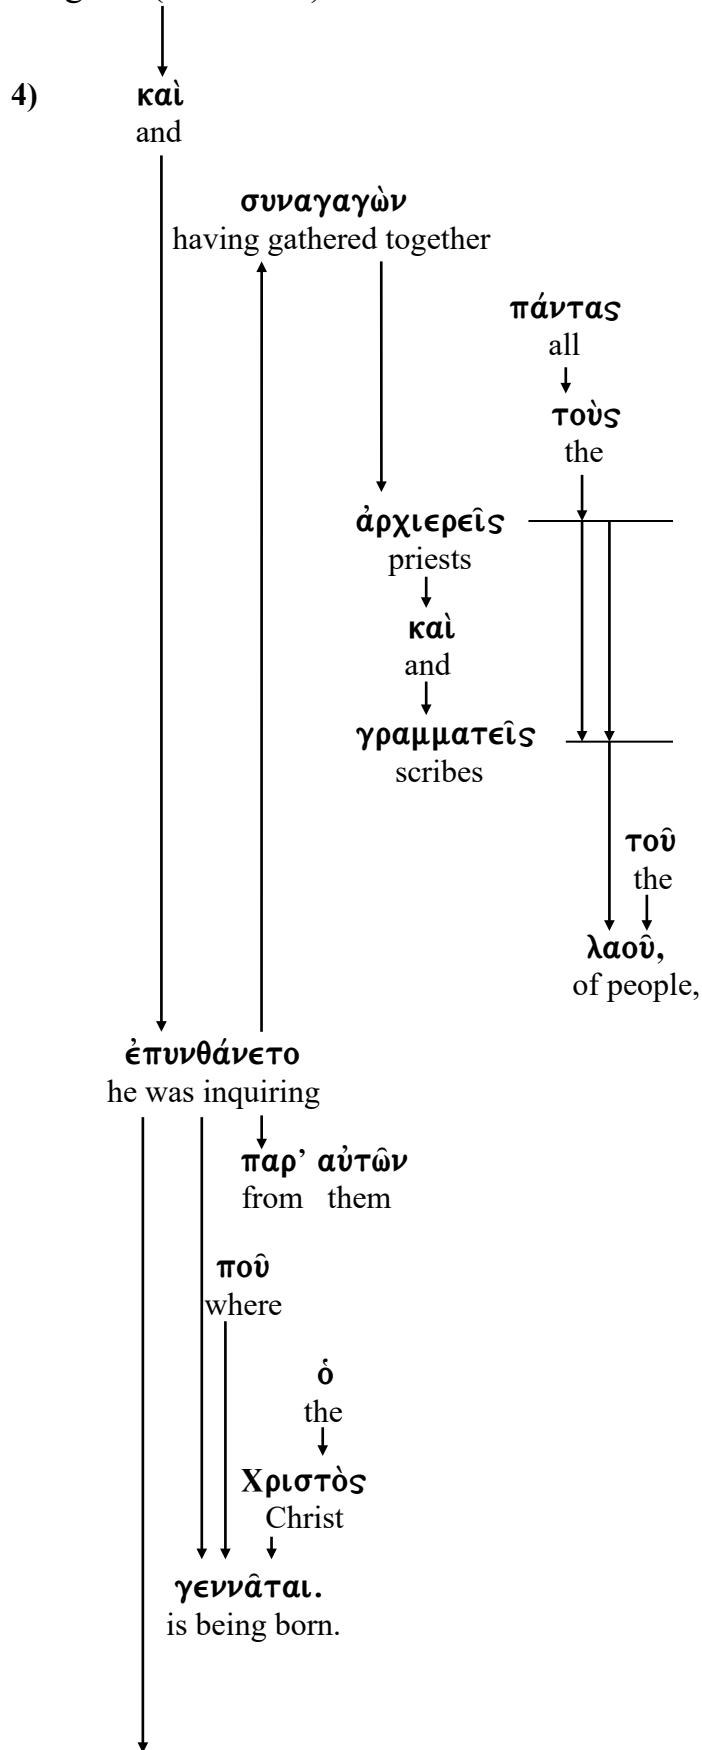 4) καὶ
and
συναγαγὼν
having gathered together
πάντας
all
τοὺς
the
ἀρχιερεῖς
priests
καὶ
and
γραμματεῖς
scribes
τοῦ
the
λαοῦ,
of people,
ἐπυνθάνετο
he was inquiring
παρ’ αὐτῶν
from them
ποῦ
where
ὁ
the
Χριστὸς
Christ
γεννᾶται.
is being born.